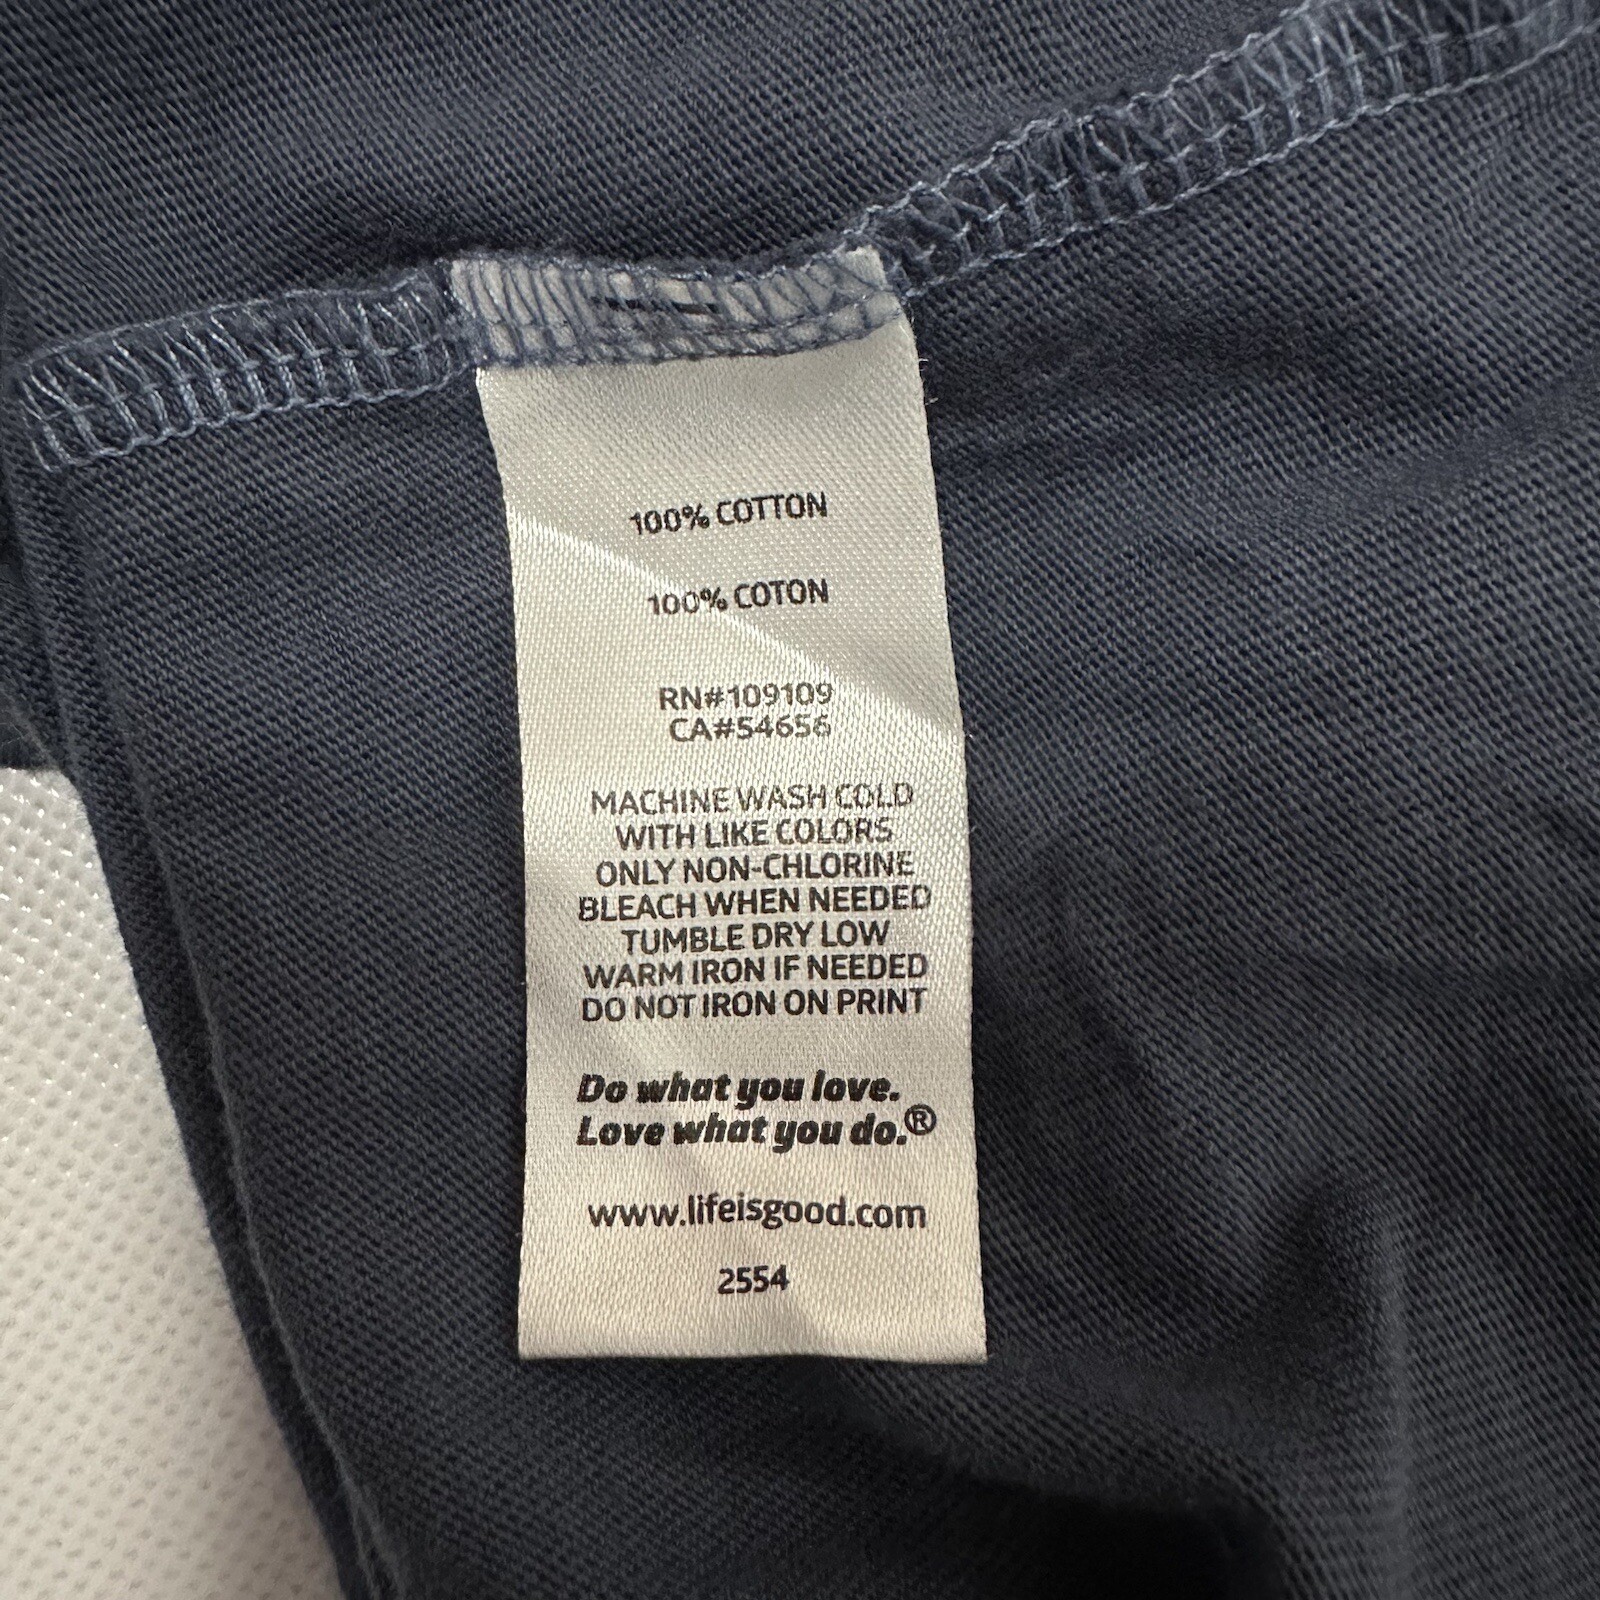 100% COTTON
100% COTON
RN#109109
CA#54656
MACHINE WASH COLD
WITH LIKE COLORS
ONLY NON-CHLORINE
BLEACH WHEN NEEDED
TUMBLE DRY LOW
WARM IRON IF NEEDED
DO NOT IRON ON PRINT
Do what you love.
Love what you do.®
www.lifeisgood.com
2554